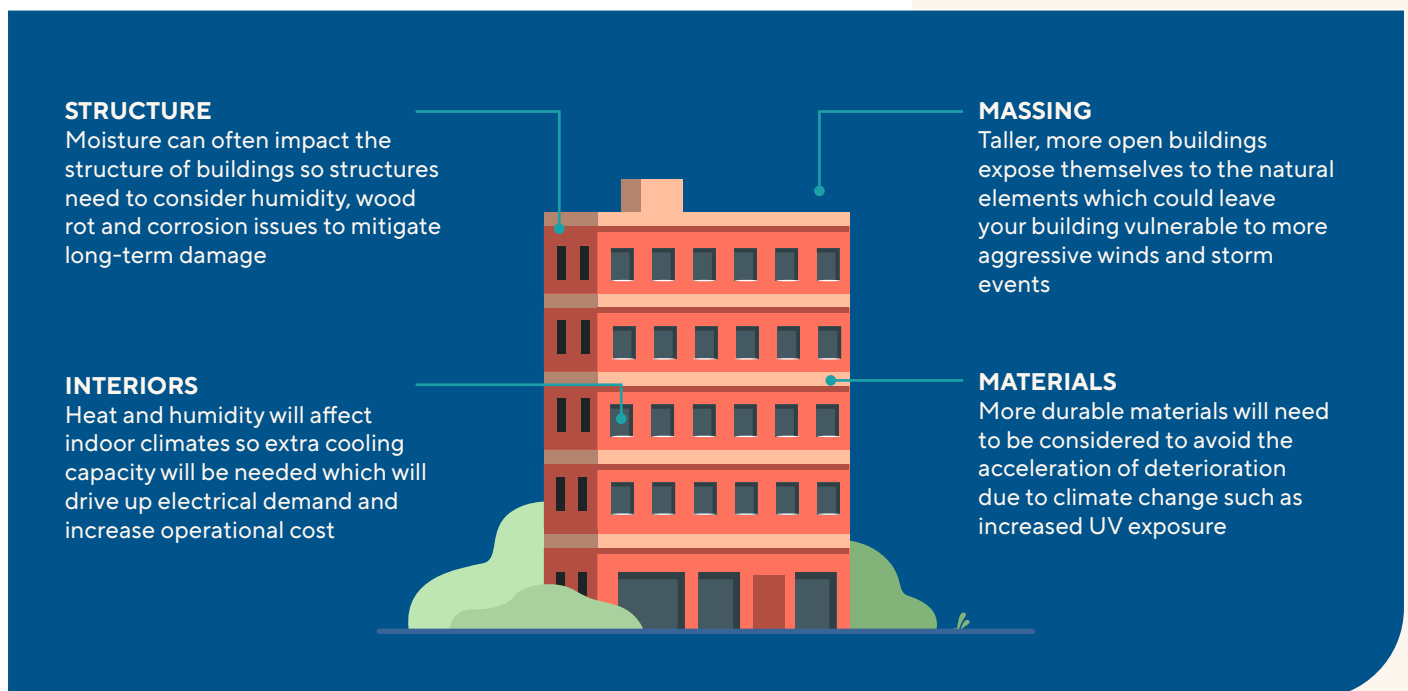 STRUCTURE
Moisture can often impact the
structure of buildings so structures
need to consider humidity, wood
rot and corrosion issues to mitigate
long-term damage
INTERIORS
Heat and humidity will affect
indoor climates so extra cooling
capacity will be needed which will
drive up electrical demand and
increase operational cost
MASSING
Taller, more open buildings
expose themselves to the natural
elements which could leave
your building vulnerable to more
aggressive winds and storm
events
MATERIALS
More durable materials will need
to be considered to avoid the
acceleration of deterioration
due to climate change such as
increased UV exposure